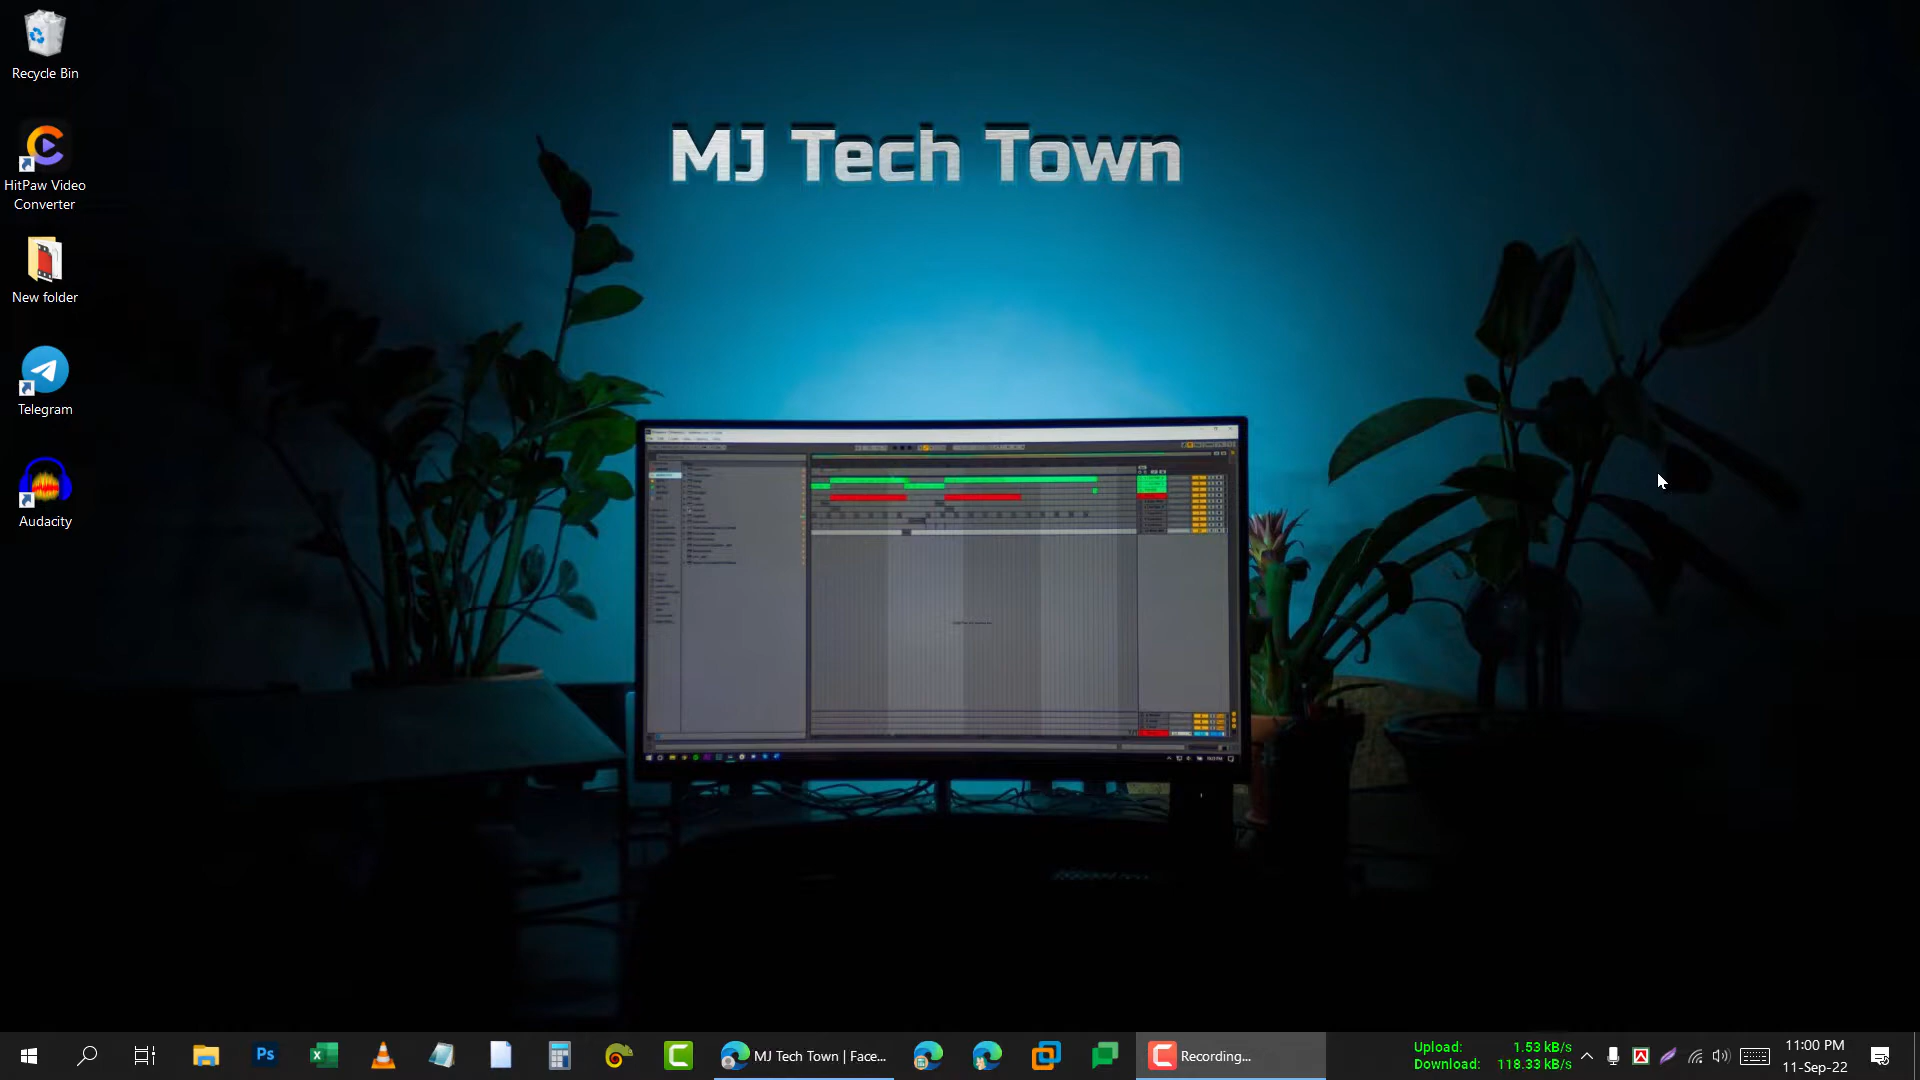 Recycle Bin
HitPaw Video
Converter
New folder
Telegram
Audacity
MJ Tech Town
Ps
MJ Tech Town | Face...
Recording...
Upload: 1.53 kB/s
Download: 118.33 kB/s
11:00 PM
11-Sep-22